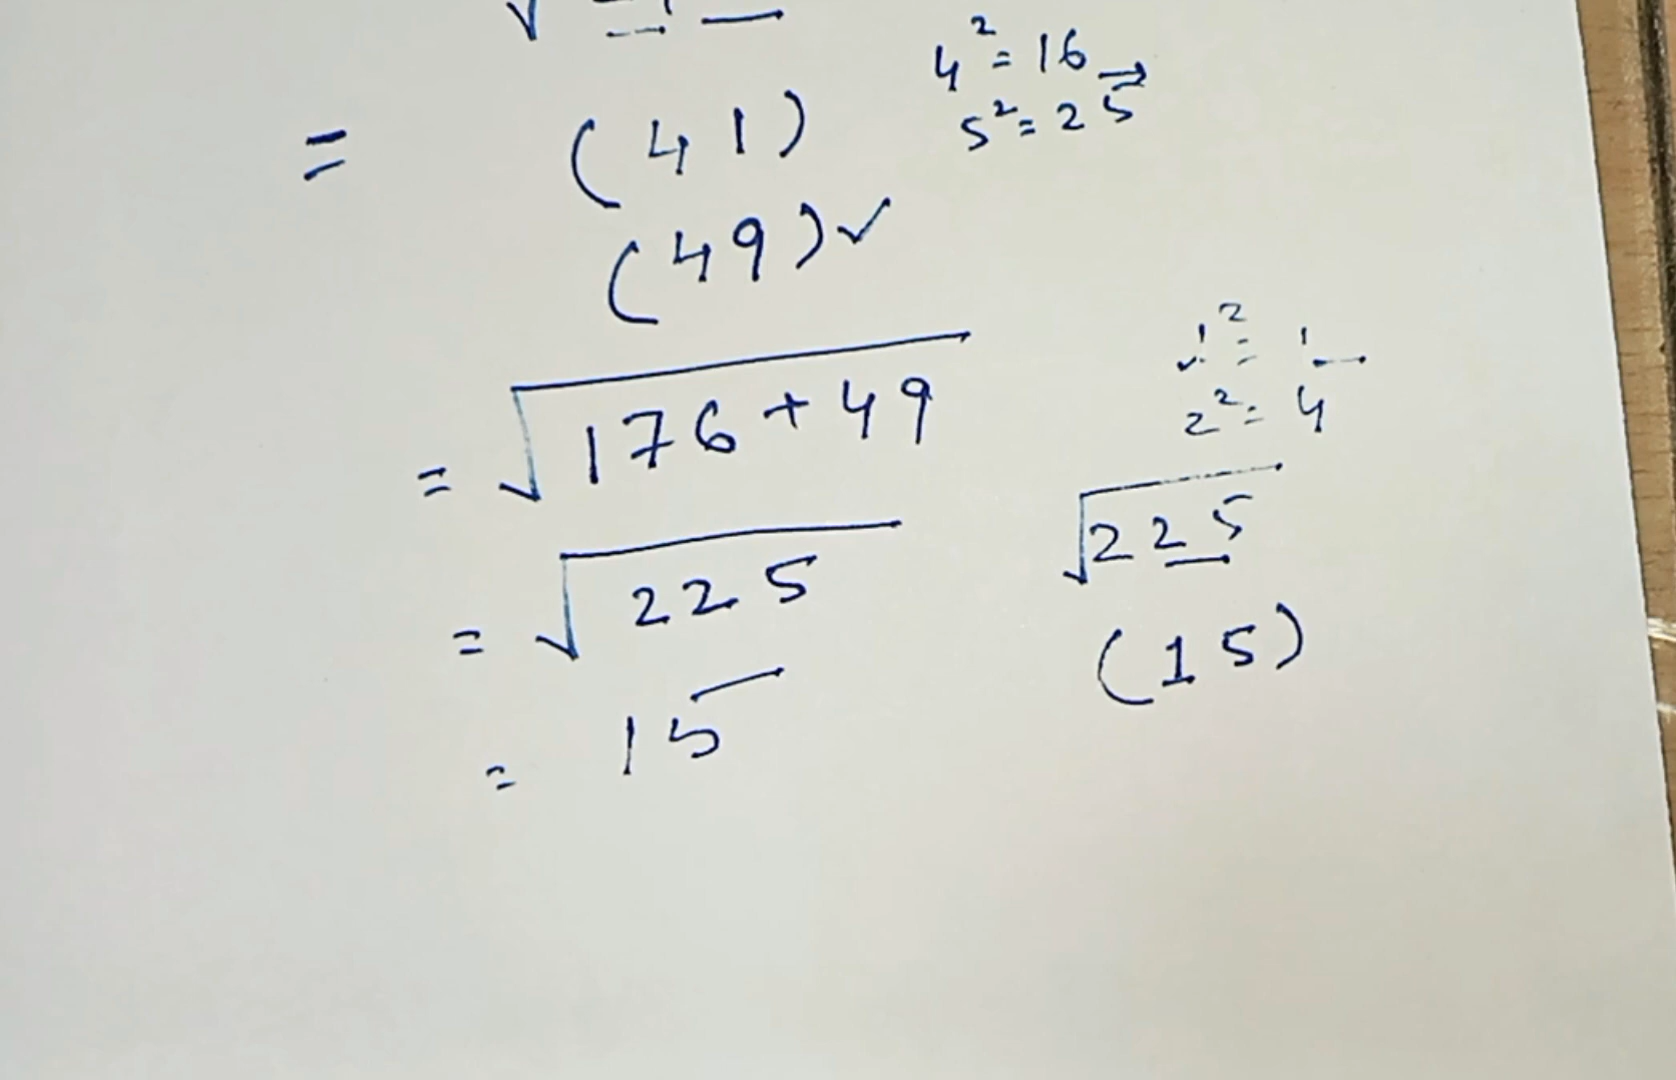 4² = 16
5² = 25
= (41)
(49) ✓
= √176 + 49
1² = 1
2² = 4
= √225
√225
(15)
= 15